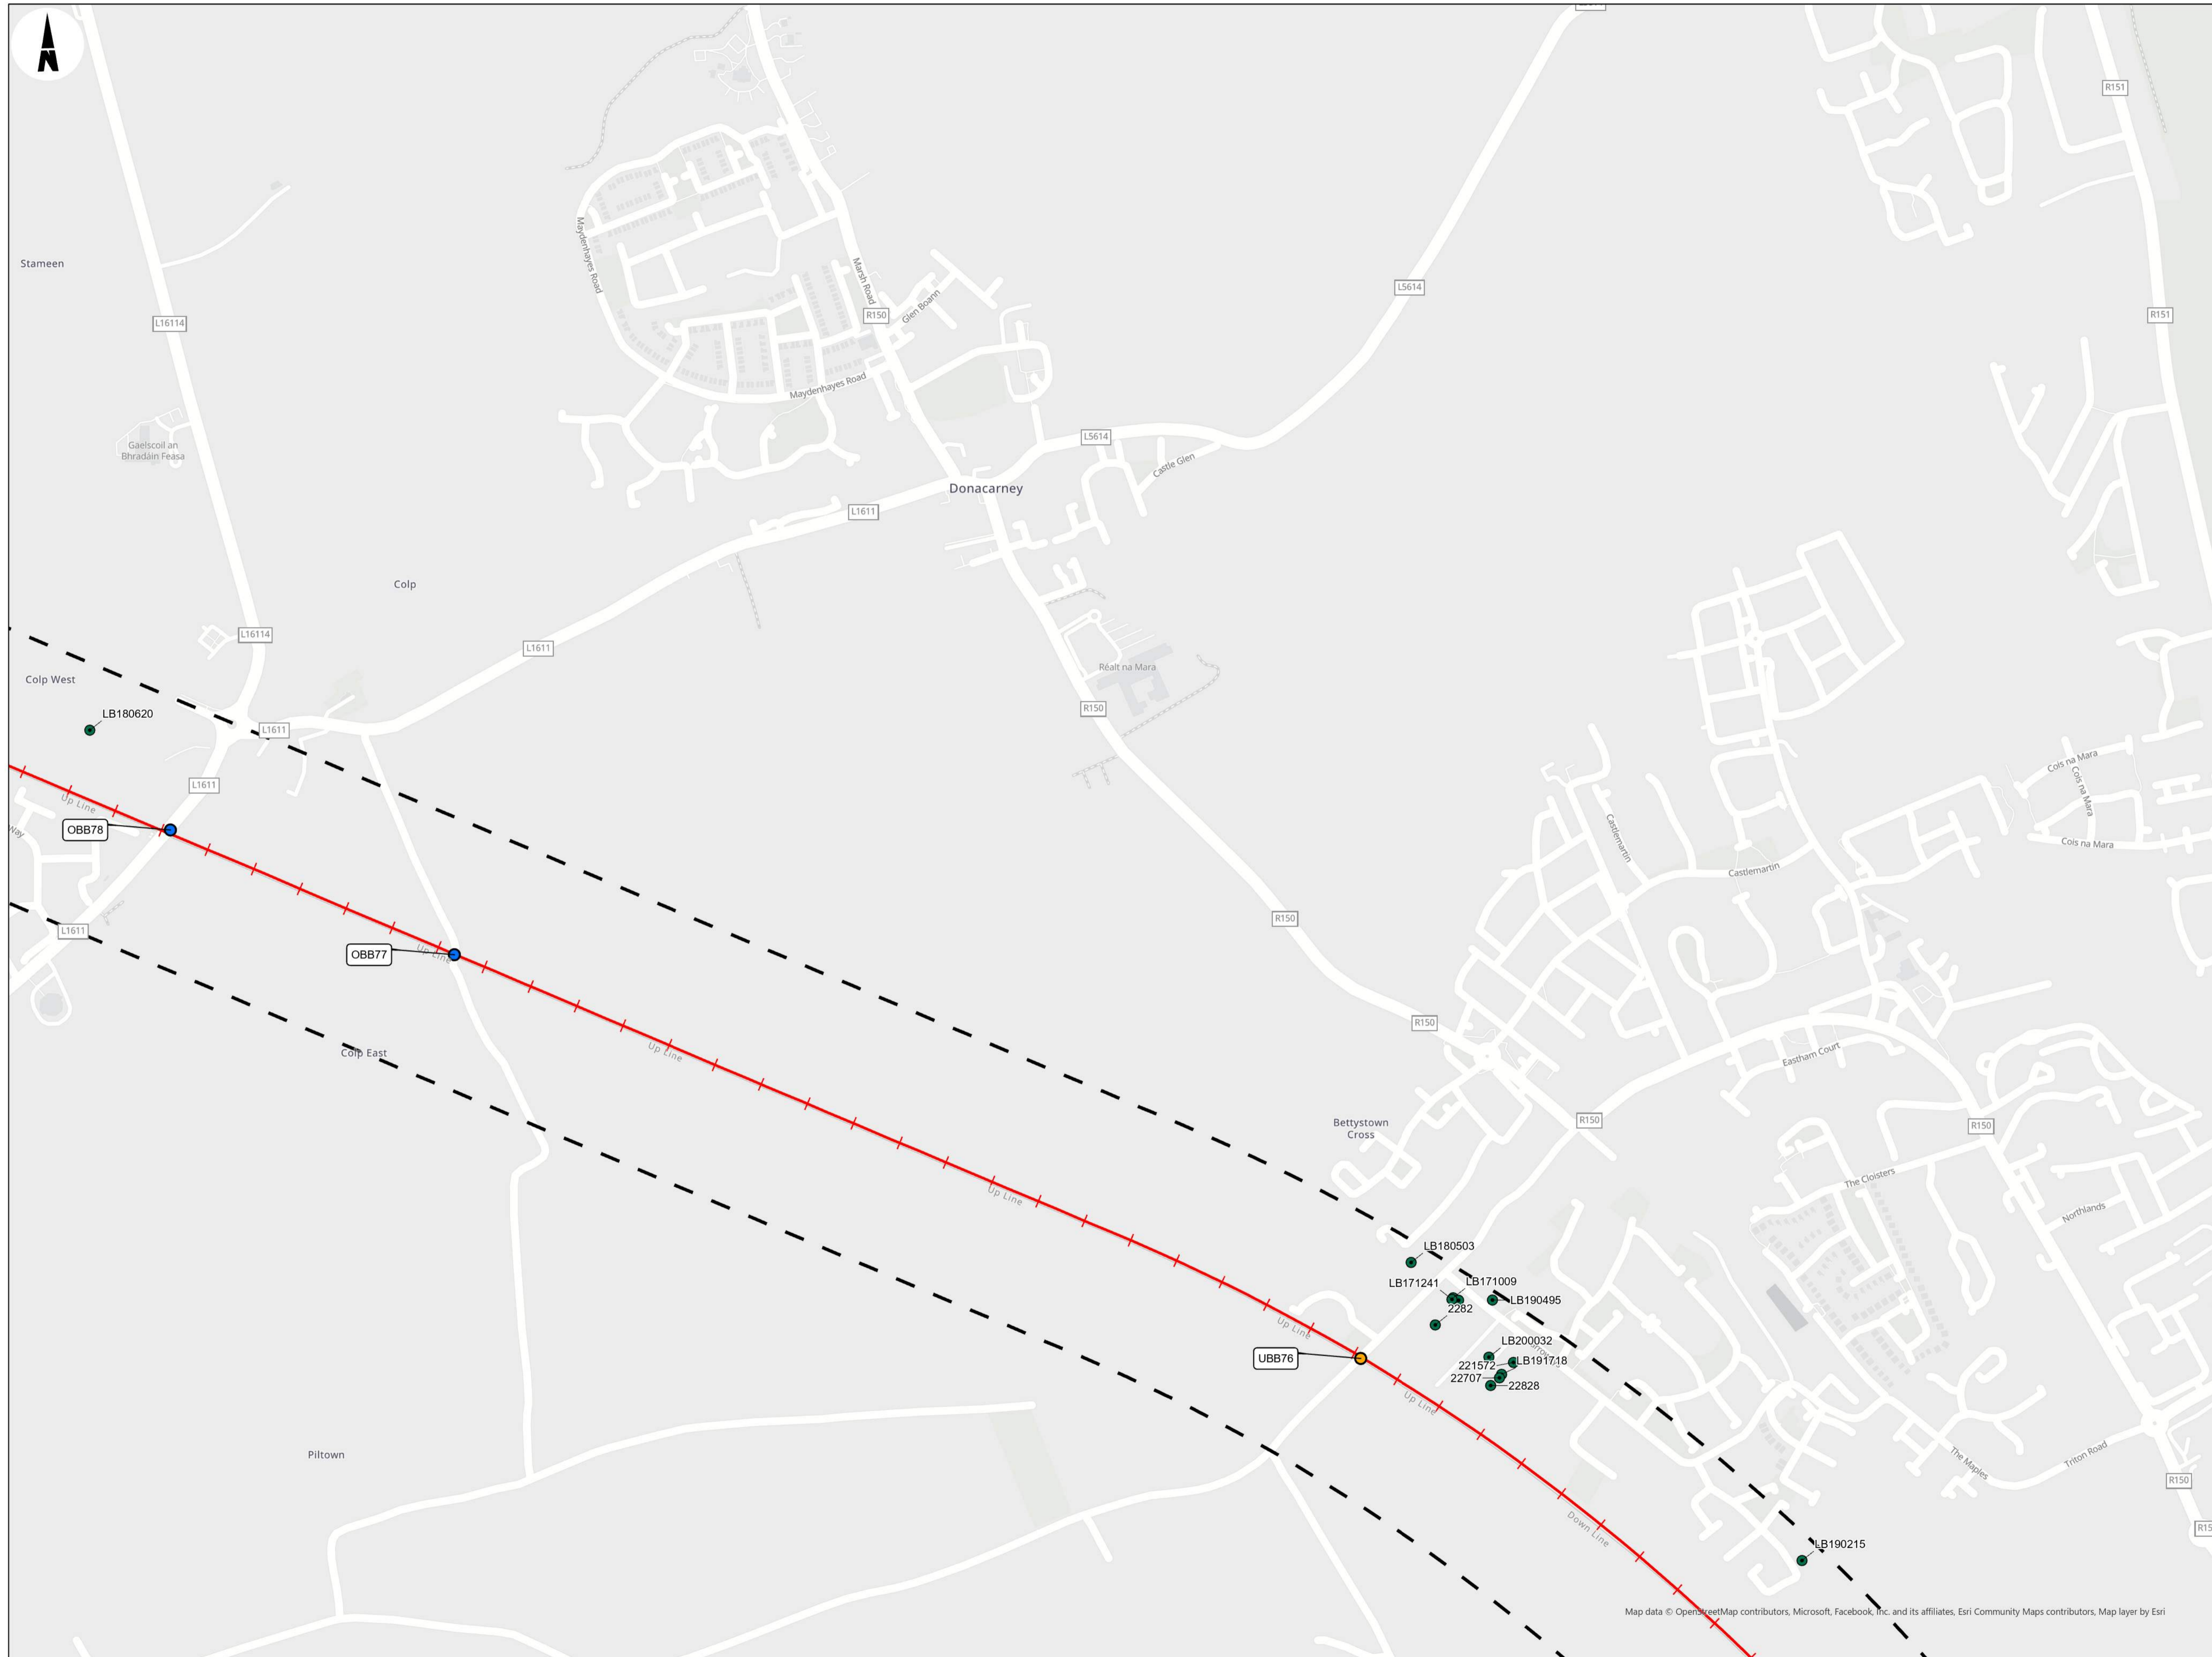 N
R151
Stameen
Maydenhayes Road
Marsh Road
Glen Boann
L5614
L16114
R150
R151
Maydenhayes Road
Gaelscoil an
Bhradáin Feasa
L5614
Castle Glen
Donacarney
L1611
Colp
L16114
L1611
Réalt na Mara
Colp West
R150
LB180620
L1611
Cois na Mara
Cois na Mara
L1611
Up Line
OBB78
Way
Castlemartin
Cois na Mara
Castlemartin
R150
L1611
OBB77
Up Line
R150
Up Line
Colp East
Eastham Court
Bettystown
Cross
R150
R150
The Cloisters
Up Line
Northlands
LB180503
LB171241
LB171009
LB190495
2282
Up Line
LB200032
UBB76
221572
LB191718
22707
22828
Up Line
Piltown
The Maples
Triton Road
R150
Down Line
LB190215
Map data © OpenStreetMap contributors, Microsoft, Facebook, Inc. and its affiliates, Esri Community Maps contributors, Map layer by Esri